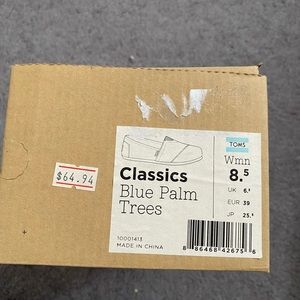 TOMS
Wmn
Classics
8.5
Blue Palm
Trees
UK 6.5
EUR 39
JP 25.5
10001413
MADE IN CHINA
$64.94
8 86468 42675 6